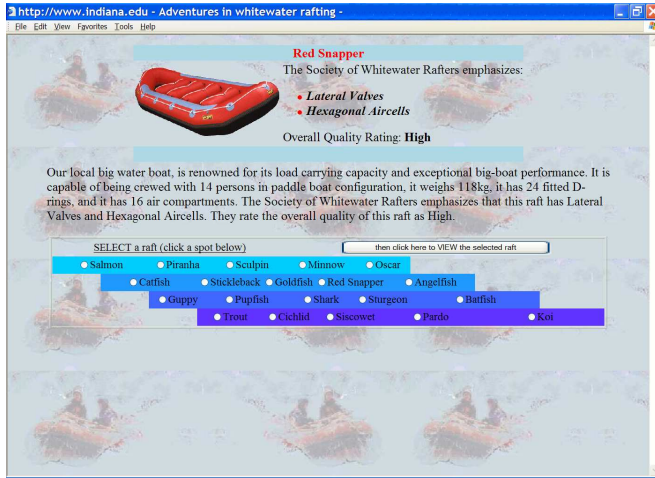 http://www.indiana.edu - Adventures in whitewater rafting -
File Edit View Favorites Tools Help
Red Snapper
The Society of Whitewater Rafters emphasizes:
Lateral Valves
Hexagonal Aircells
Overall Quality Rating: High
Our local big water boat, is renowned for its load carrying capacity and exceptional big-boat performance. It is
capable of being crewed with 14 persons in paddle boat configuration, it weighs 118kg, it has 24 fitted D-
rings, and it has 16 air compartments. The Society of Whitewater Rafters emphasizes that this raft has Lateral
Valves and Hexagonal Aircells. They rate the overall quality of this raft as High.
SELECT a raft (click a spot below) then click here to VIEW the selected raft
Salmon Piranha Sculpin Minnow Oscar
Catfish Stickleback Goldfish Red Snapper Angelfish
Guppy Pupfish Shark Sturgeon Batfish
Trout Cichlid Siscowet Pardo Koi